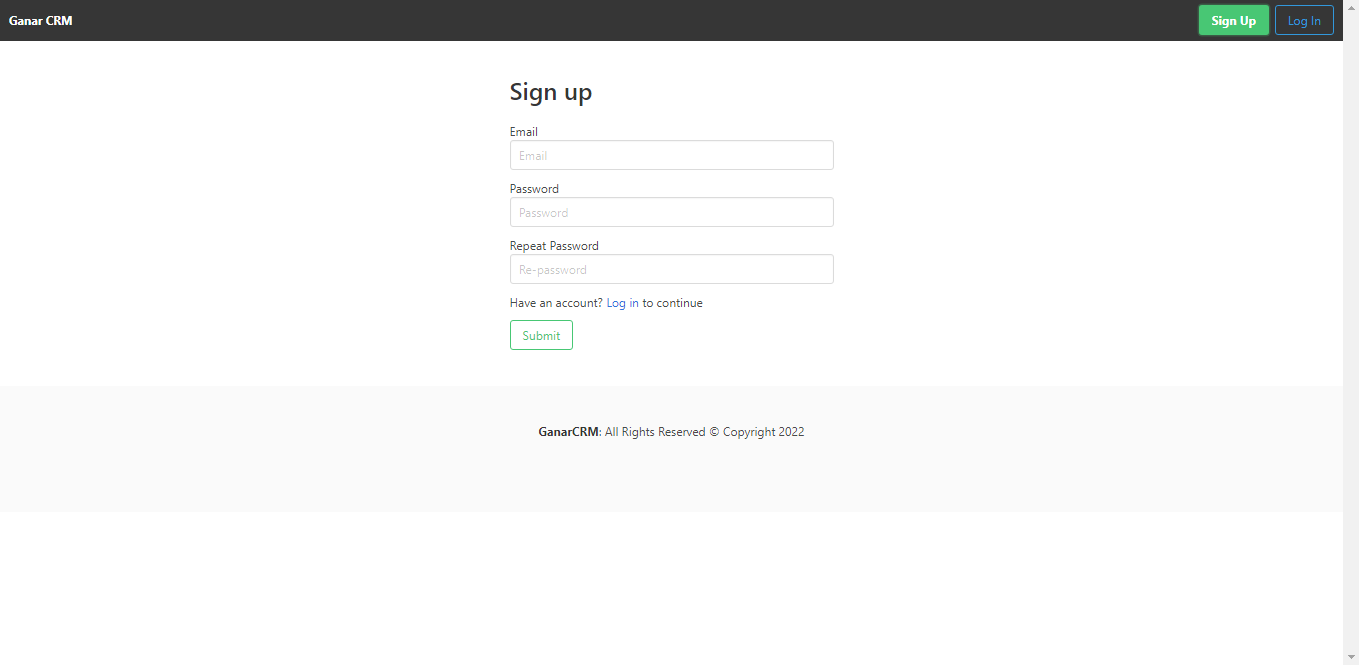 Ganar CRM
Sign Up
Log In
Sign up
Email
Email
Password
Password
Repeat Password
Re-password
Have an account? Log in to continue
Submit
GanarCRM: All Rights Reserved © Copyright 2022